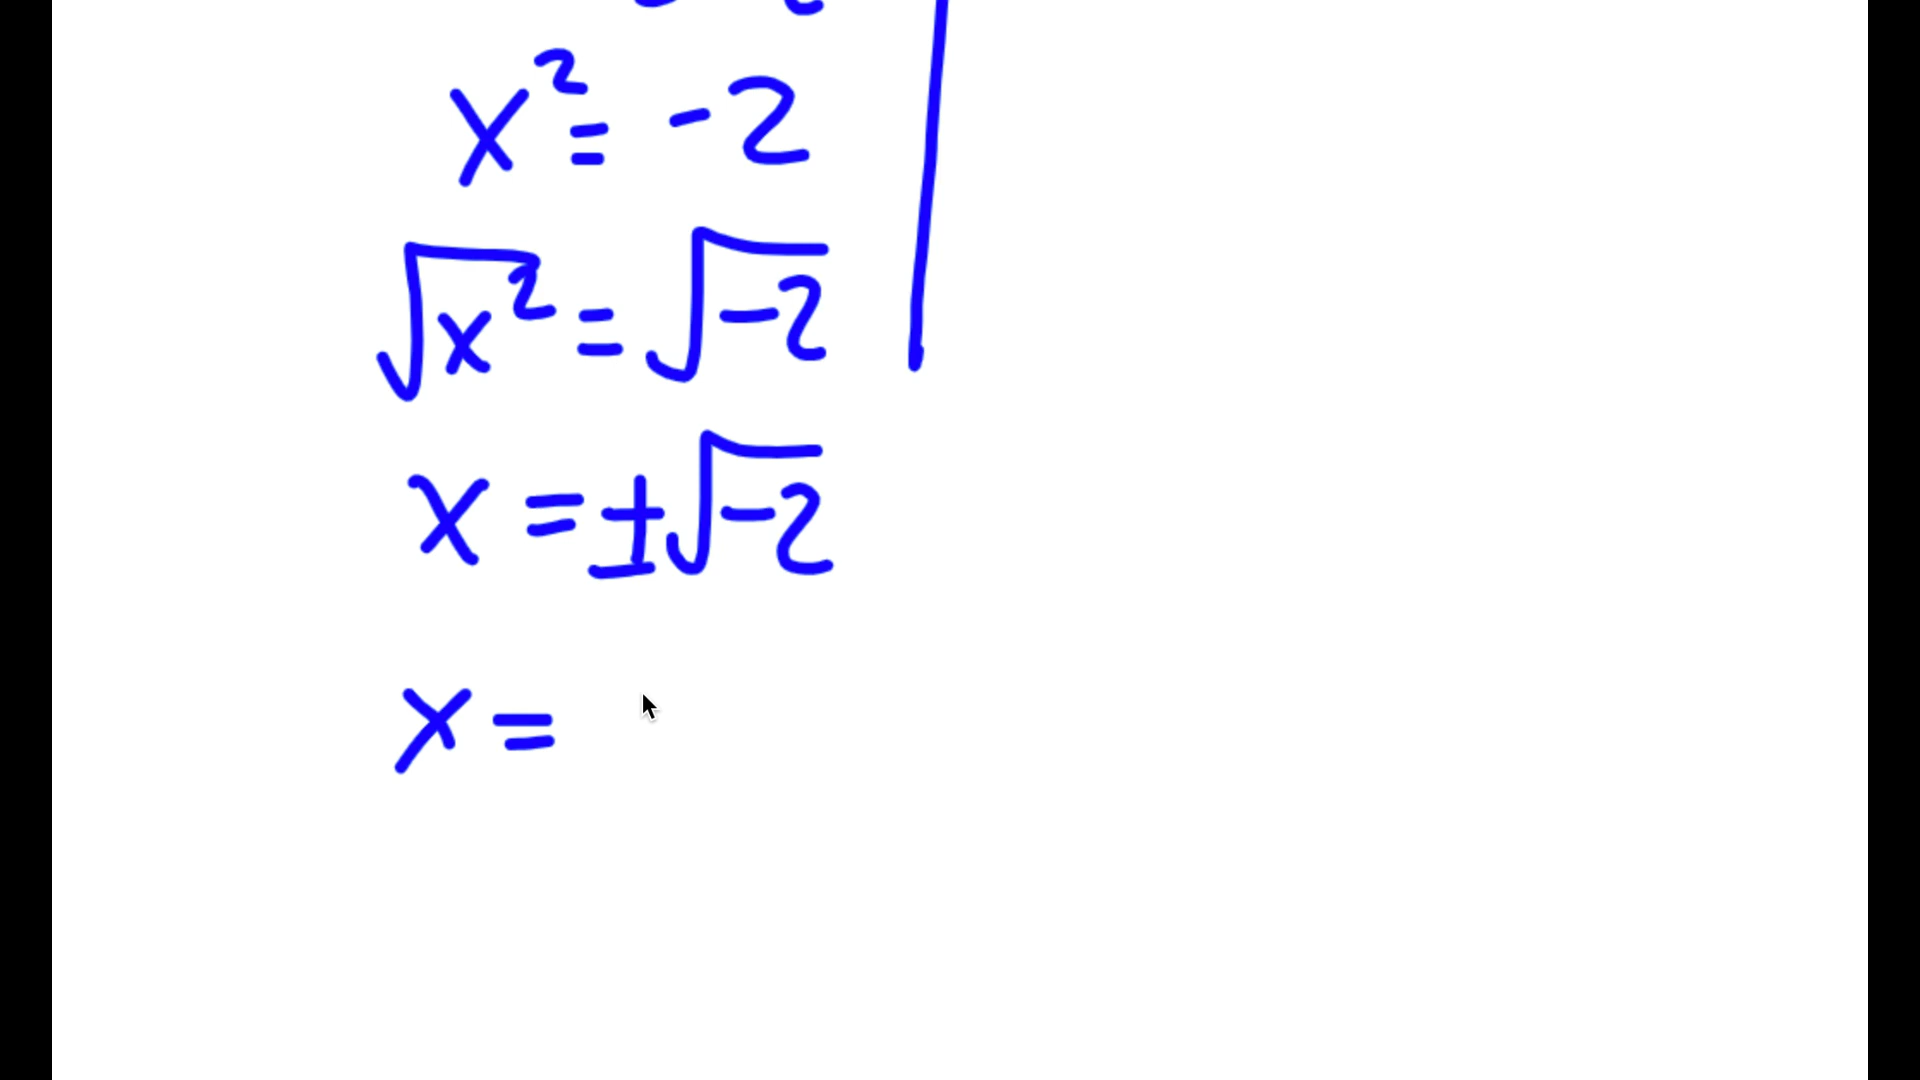 x² = -2
√x² = √-2
x = ±√-2
x =